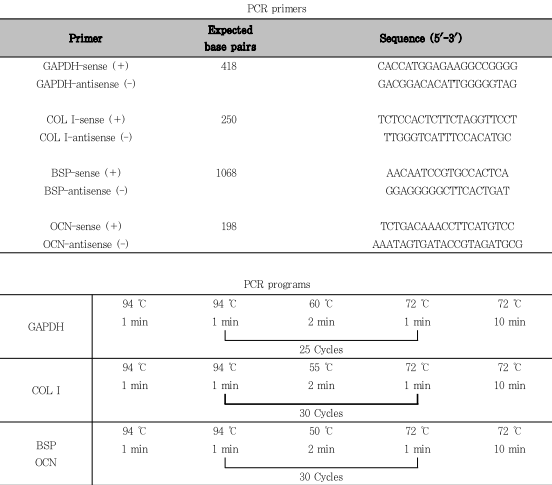 PCR primers
Primer Expected base pairs Sequence (5′-3′)
GAPDH-sense (+) 418 CACCATGGAGAAGGCCGGGG
GAPDH-antisense (-) GACGGACACATTGGGGGTAG
COL I-sense (+) 250 TCTCCACTCTTCTAGGTTCCT
COL I-antisense (-) TTGGGTCATTTCCACATGC
BSP-sense (+) 1068 AACAATCCGTGCCACTCA
BSP-antisense (-) GGAGGGGGCTTCACTGAT
OCN-sense (+) 198 TCTGACAAACCTTCATGTCC
OCN-antisense (-) AAATAGTGATACCGTAGATGCG
PCR programs
GAPDH
94 ℃ 94 ℃ 60 ℃ 72 ℃ 72 ℃
1 min 1 min 2 min 1 min 10 min
25 Cycles
COL I
94 ℃ 94 ℃ 55 ℃ 72 ℃ 72 ℃
1 min 1 min 2 min 1 min 10 min
30 Cycles
BSP
OCN
94 ℃ 94 ℃ 50 ℃ 72 ℃ 72 ℃
1 min 1 min 2 min 1 min 10 min
30 Cycles